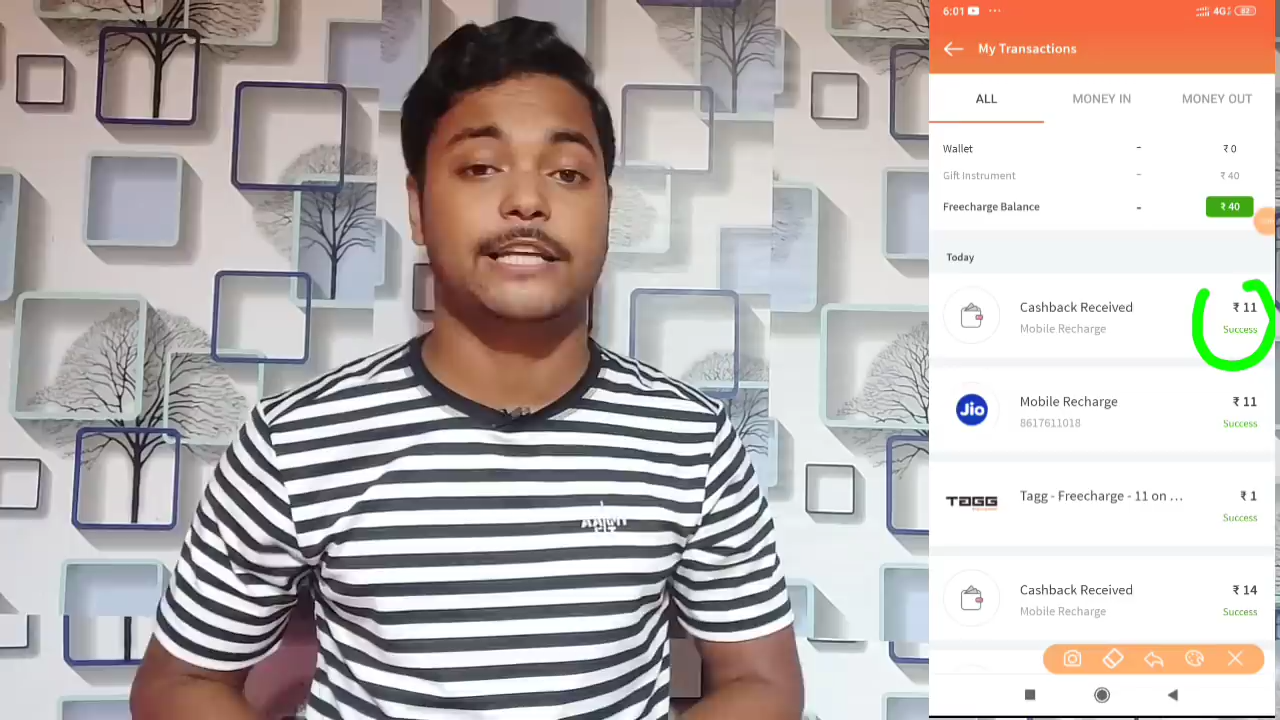 6:01 ... 4G 82
My Transactions
ALL MONEY IN MONEY OUT
Wallet - ₹ 0
Gift Instrument - ₹ 40
Freecharge Balance - ₹ 40
Today
Cashback Received ₹ 11
Mobile Recharge Success
Jio Mobile Recharge ₹ 11
8617611018 Success
TAGG Tagg - Freecharge - 11 on ... ₹ 1
Success
Cashback Received ₹ 14
Mobile Recharge Success